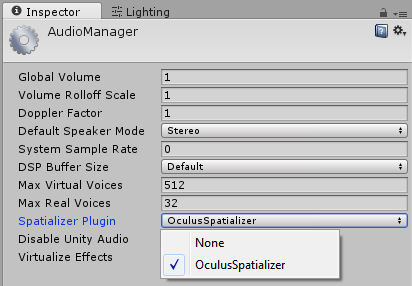 Inspector Lighting
AudioManager
Global Volume 1
Volume Rolloff Scale 1
Doppler Factor 1
Default Speaker Mode Stereo
System Sample Rate 0
DSP Buffer Size Default
Max Virtual Voices 512
Max Real Voices 32
Spatializer Plugin OculusSpatializer
Disable Unity Audio None
Virtualize Effects OculusSpatializer